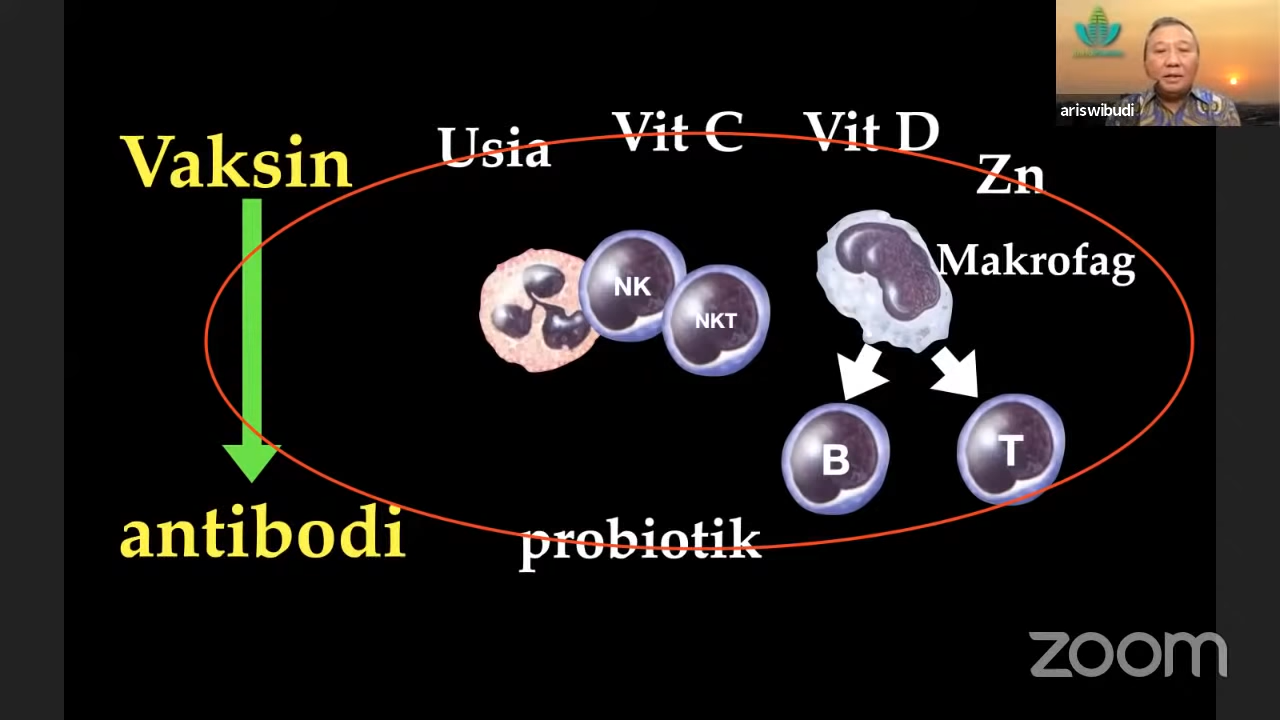 ariswibudi
Vaksin
Usia
Vit C
Vit D
Zn
NK
NKT
Makrofag
B
T
antibodi
probiotik
zoom